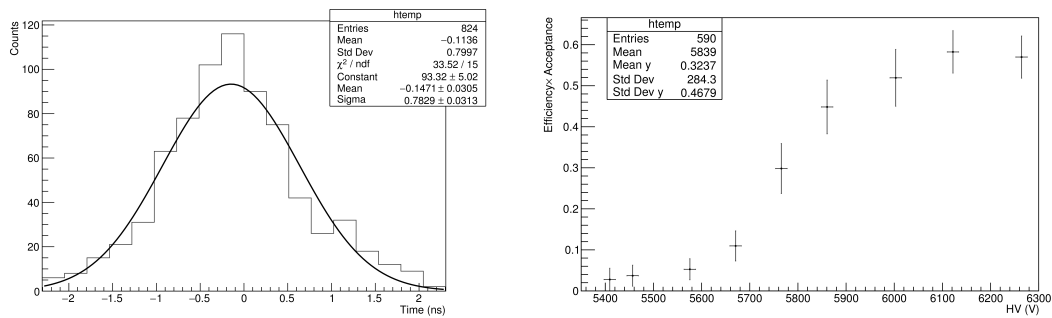 Counts
120
100
80
60
40
20
0
−2 −1.5 −1 −0.5 0 0.5 1 1.5 2
Time (ns)
htemp
Entries 824
Mean −0.1136
Std Dev 0.7997
χ² / ndf 33.52 / 15
Constant 93.32 ± 5.02
Mean −0.1471 ± 0.0305
Sigma 0.7829 ± 0.0313
Efficiency× Acceptance
0.6
0.5
0.4
0.3
0.2
0.1
0
5400 5500 5600 5700 5800 5900 6000 6100 6200 6300
HV (V)
htemp
Entries 590
Mean 5839
Mean y 0.3237
Std Dev 284.3
Std Dev y 0.4679